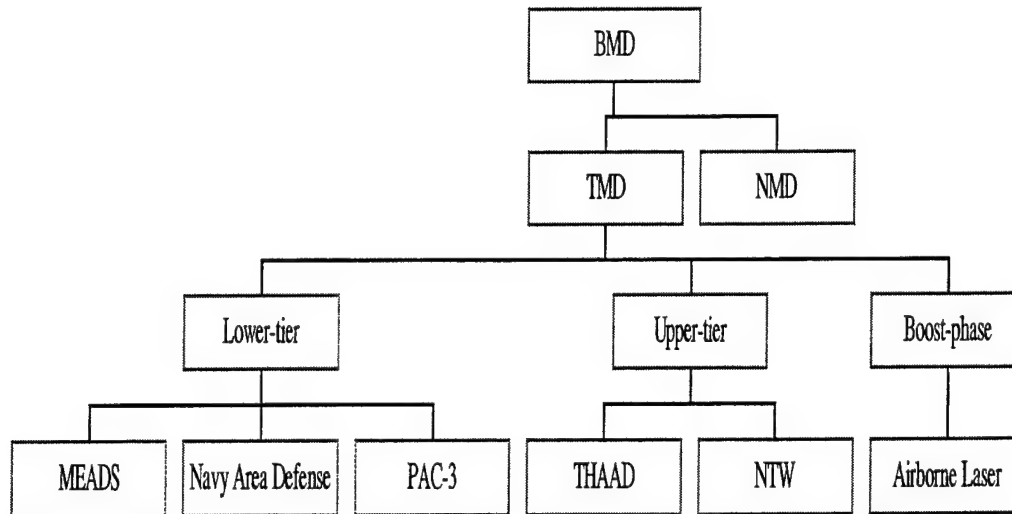 BMD
TMD
NMD
Lower-tier
Upper-tier
Boost-phase
MEADS
Navy Area Defense
PAC-3
THAAD
NTW
Airborne Laser